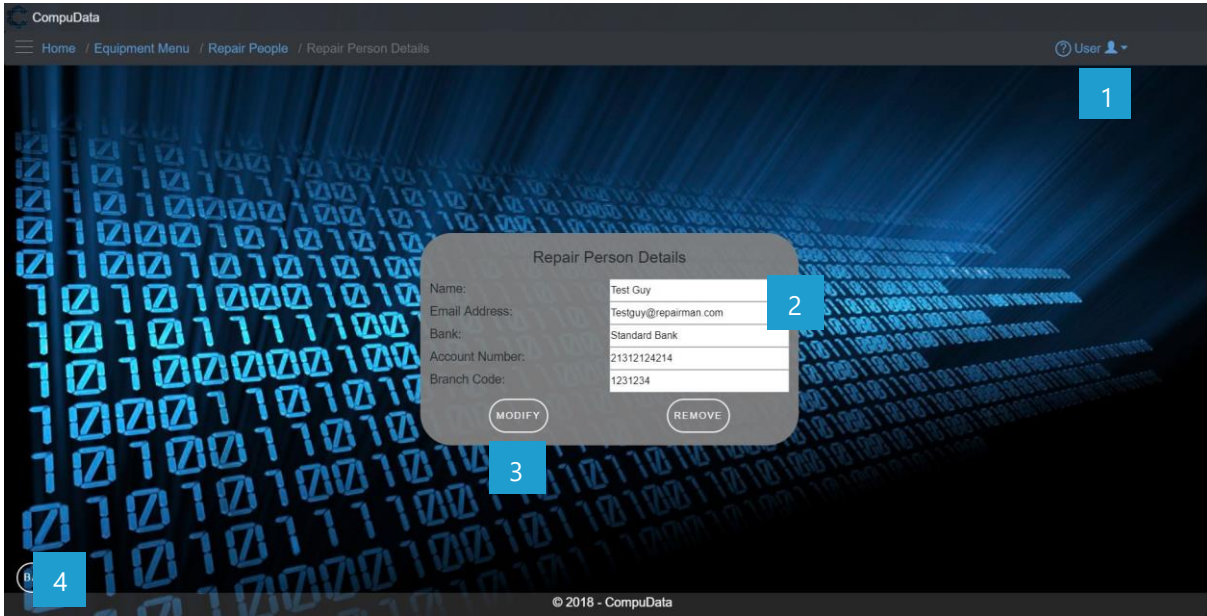 CompuData
Home / Equipment Menu / Repair People / Repair Person Details
User
1
Repair Person Details
Name: Test Guy
Email Address: Testguy@repairman.com
2
Bank: Standard Bank
Account Number: 21312124214
Branch Code: 1231234
MODIFY REMOVE
3
4
© 2018 - CompuData